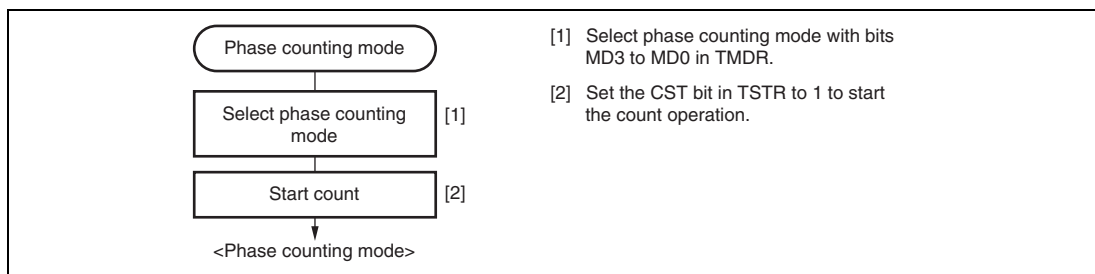 Phase counting mode
Select phase counting
mode
[1]
Start count
[2]
<Phase counting mode>
[1] Select phase counting mode with bits
MD3 to MD0 in TMDR.
[2] Set the CST bit in TSTR to 1 to start
the count operation.